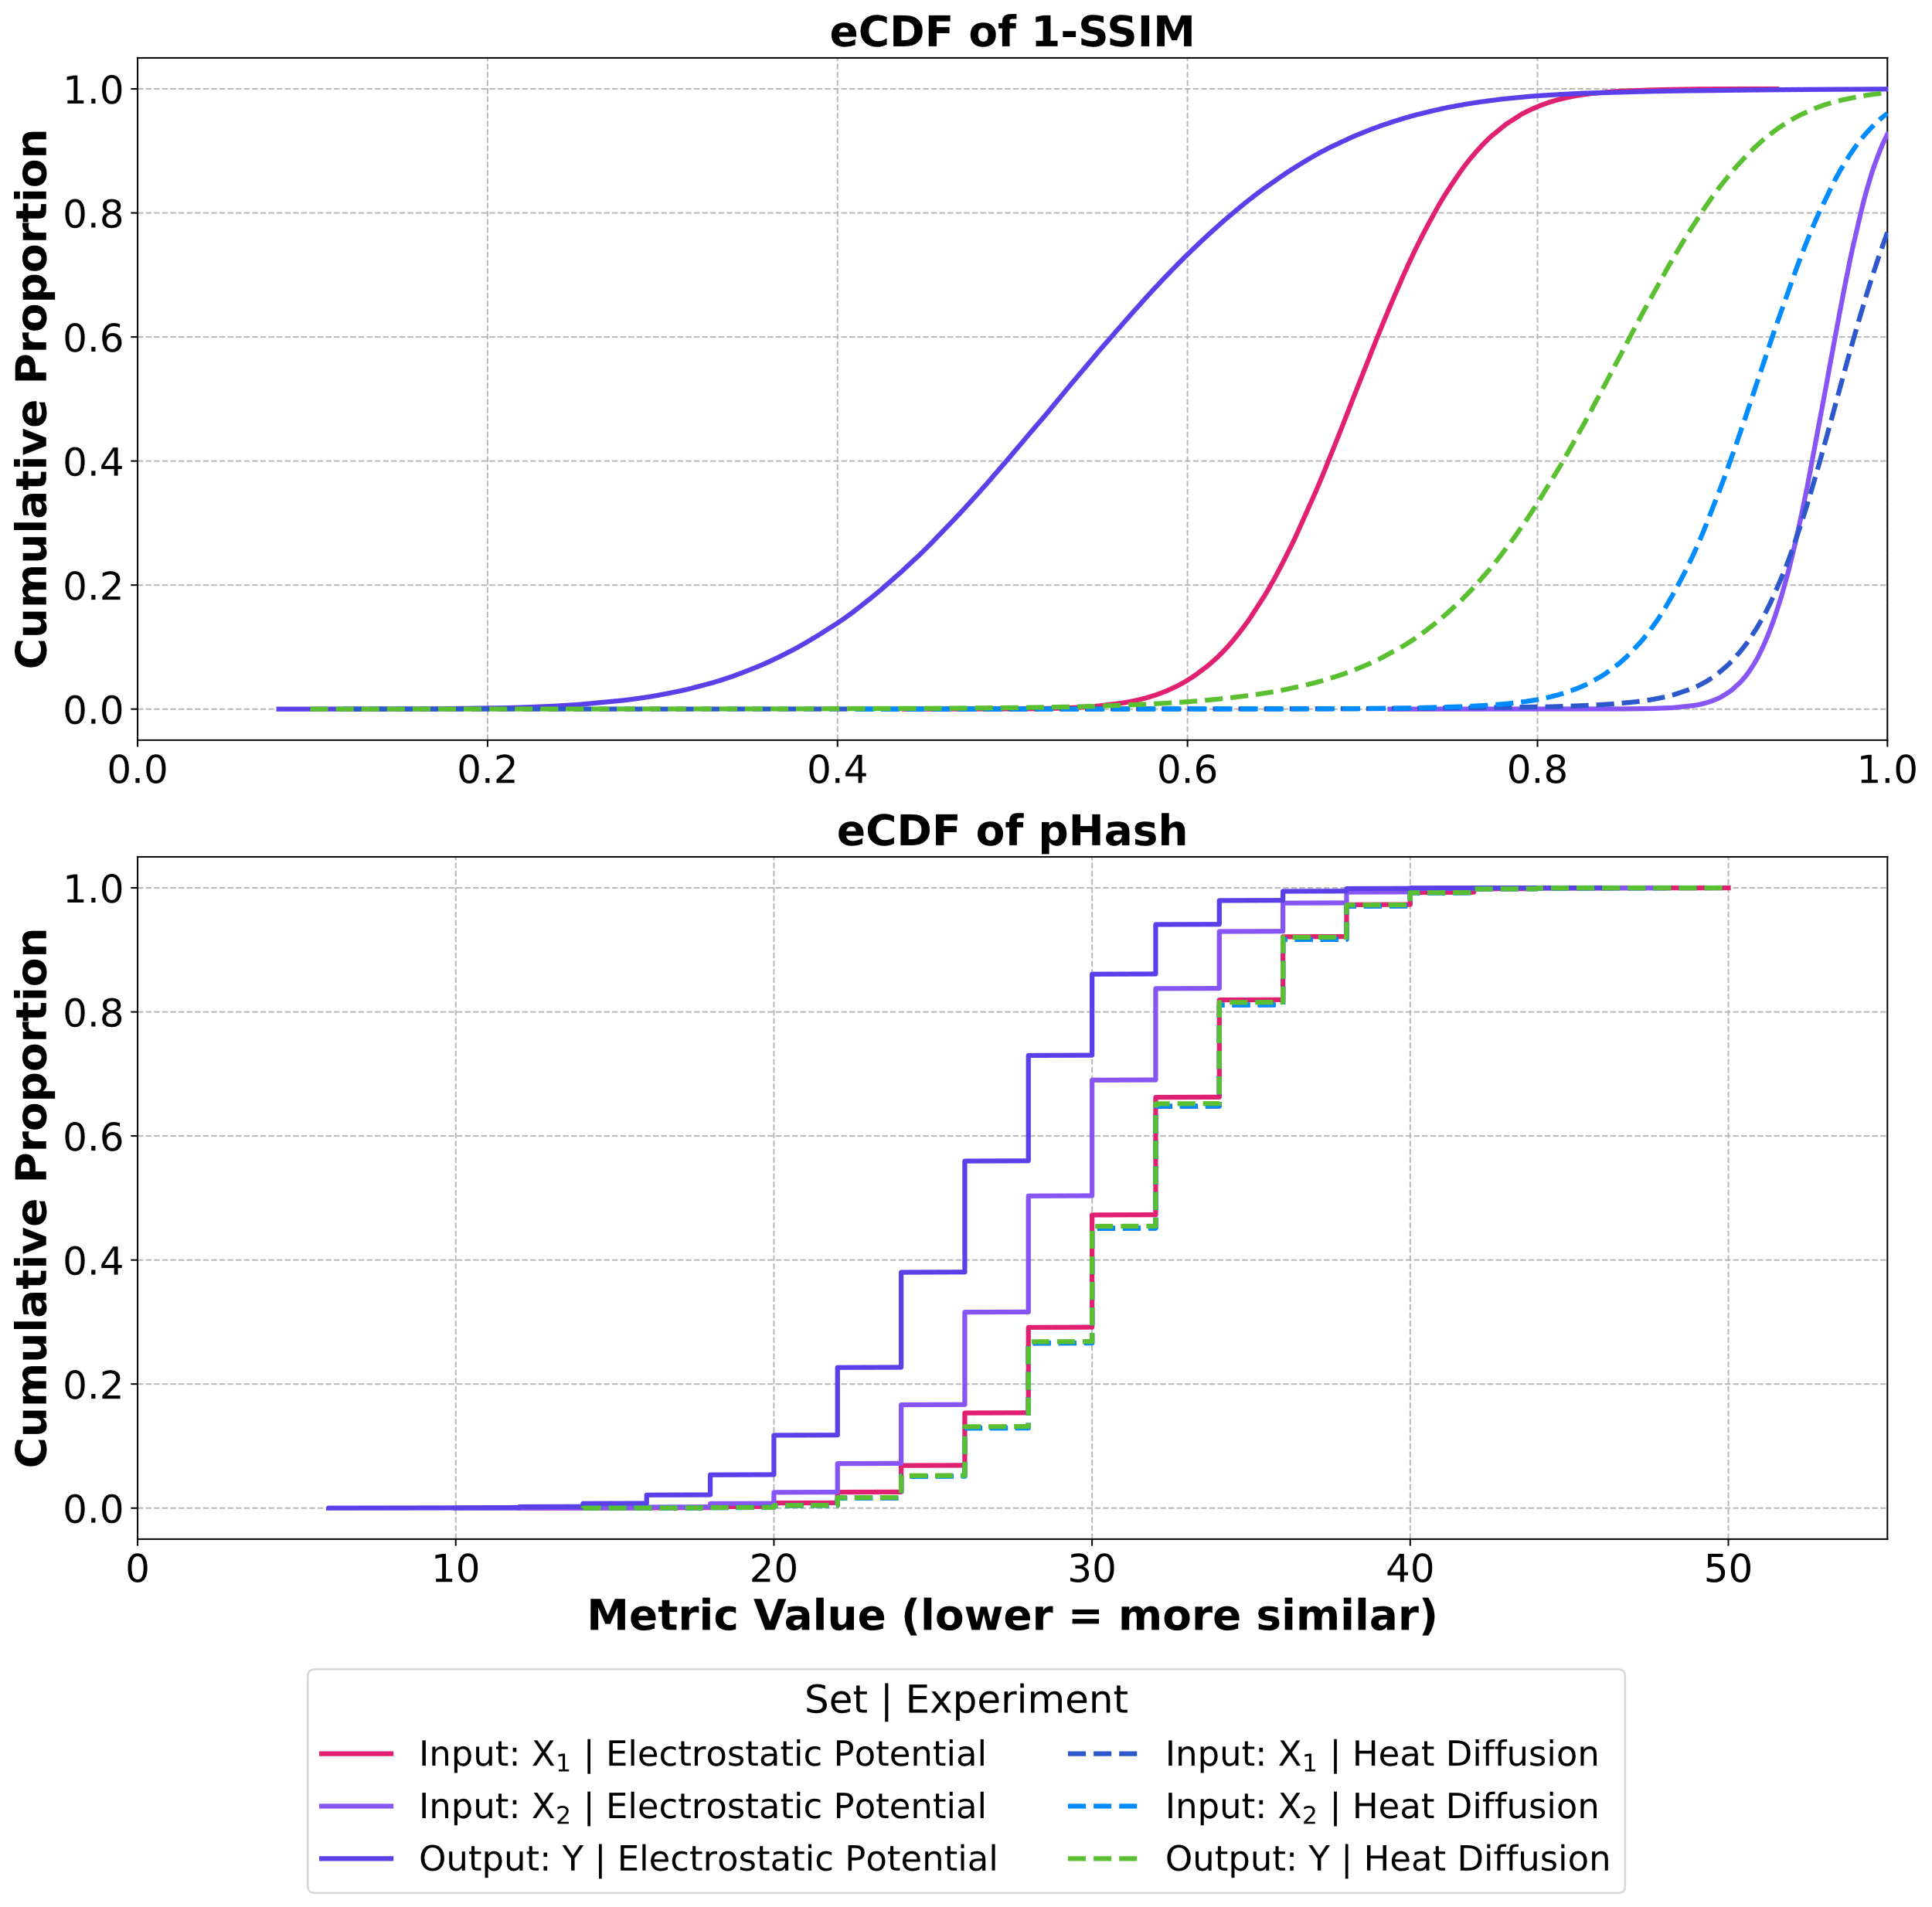 eCDF of 1-SSIM
Cumulative Proportion
1.0
0.8
0.6
0.4
0.2
0.0
0.0 0.2 0.4 0.6 0.8 1.0
eCDF of pHash
Cumulative Proportion
1.0
0.8
0.6
0.4
0.2
0.0
0 10 20 30 40 50
Metric Value (lower = more similar)
Set | Experiment
Input: X₁ | Electrostatic Potential
Input: X₂ | Electrostatic Potential
Output: Y | Electrostatic Potential
Input: X₁ | Heat Diffusion
Input: X₂ | Heat Diffusion
Output: Y | Heat Diffusion